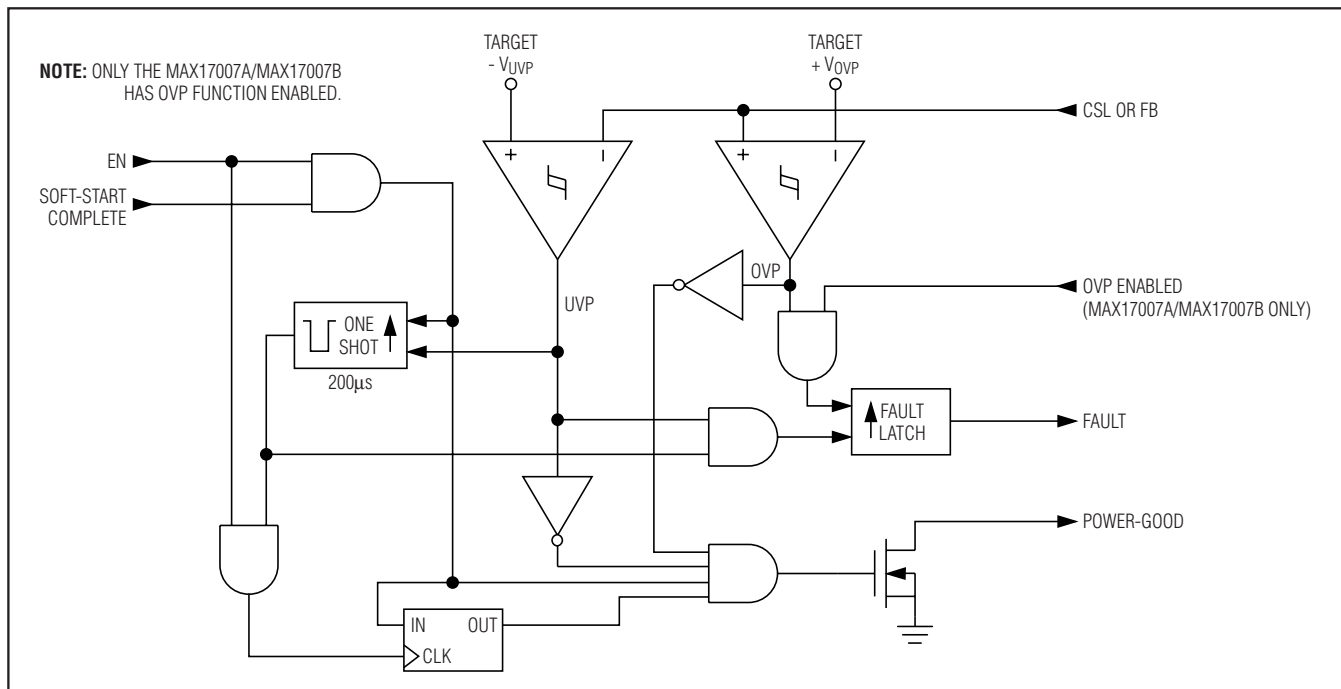 NOTE: ONLY THE MAX17007A/MAX17007B
HAS OVP FUNCTION ENABLED.
TARGET
- VUVP
TARGET
+ VOVP
CSL OR FB
EN
SOFT-START
COMPLETE
+
–
+
–
OVP
OVP ENABLED
(MAX17007A/MAX17007B ONLY)
UVP
ONE
SHOT
200µs
FAULT
LATCH
FAULT
POWER-GOOD
IN
OUT
CLK